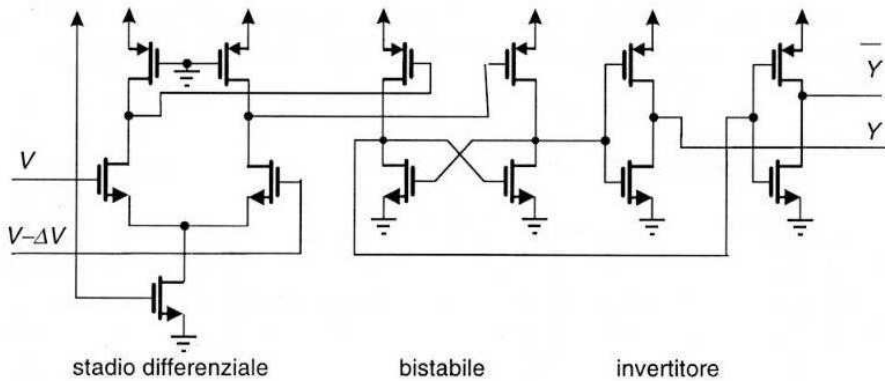 Y
Y
V
V–ΔV
stadio differenziale
bistabile
invertitore